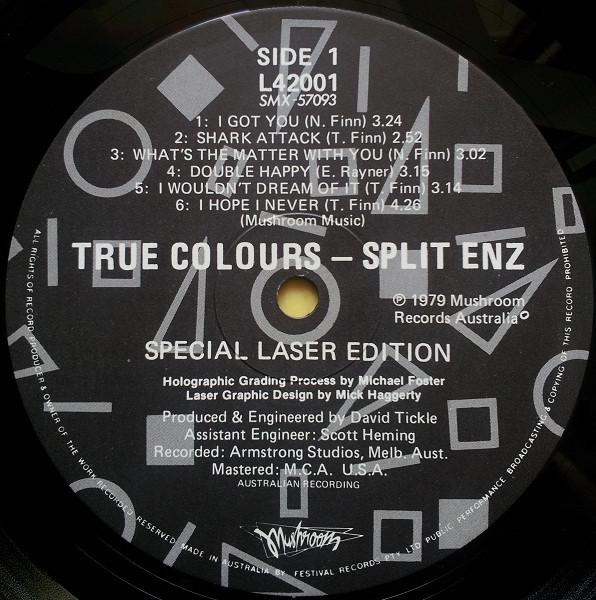 SIDE 1
L42001
SMX-57093
1: I GOT YOU (N. Finn) 3.24
2: SHARK ATTACK (T. Finn) 2.52
3: WHAT'S THE MATTER WITH YOU (N. Finn) 3.02
4: DOUBLE HAPPY (E. Rayner) 3.15
5: I WOULDN'T DREAM OF IT (T. Finn) 3.14
6: I HOPE I NEVER (T. Finn) 4.26
(Mushroom Music)
TRUE COLOURS – SPLIT ENZ
℗ 1979 Mushroom
Records Australia
SPECIAL LASER EDITION
Holographic Grading Process by Michael Foster
Laser Graphic Design by Mick Haggerty
Produced & Engineered by David Tickle
Assistant Engineer: Scott Heming
Recorded: Armstrong Studios, Melb. Aust.
Mastered: M.C.A. U.S.A.
AUSTRALIAN RECORDING
Mushroom
ALL RIGHTS OF RECORD PRODUCER & OWNER OF THE WORK RECORDED RESERVED. MADE IN AUSTRALIA BY FESTIVAL RECORDS PTY LTD PUBLIC PERFORMANCE BROADCASTING & COPYING OF THIS RECORD PROHIBITED